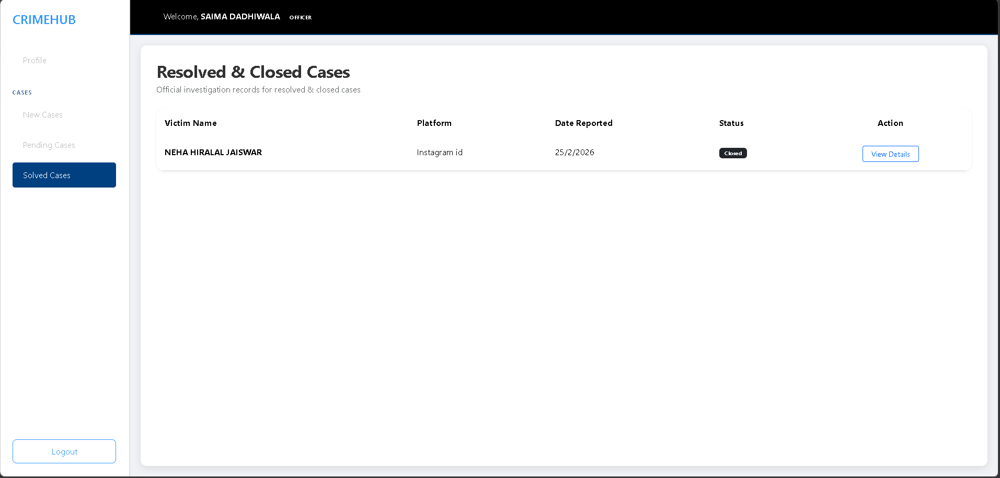 CRIMEHUB
Profile
CASES
New Cases
Pending Cases
Solved Cases
Logout
Welcome, SAIMA DADHIWALA OFFICER
Resolved & Closed Cases
Official investigation records for resolved & closed cases
Victim Name Platform Date Reported Status Action
NEHA HIRALAL JAISWAR Instagram id 25/2/2026 Closed View Details